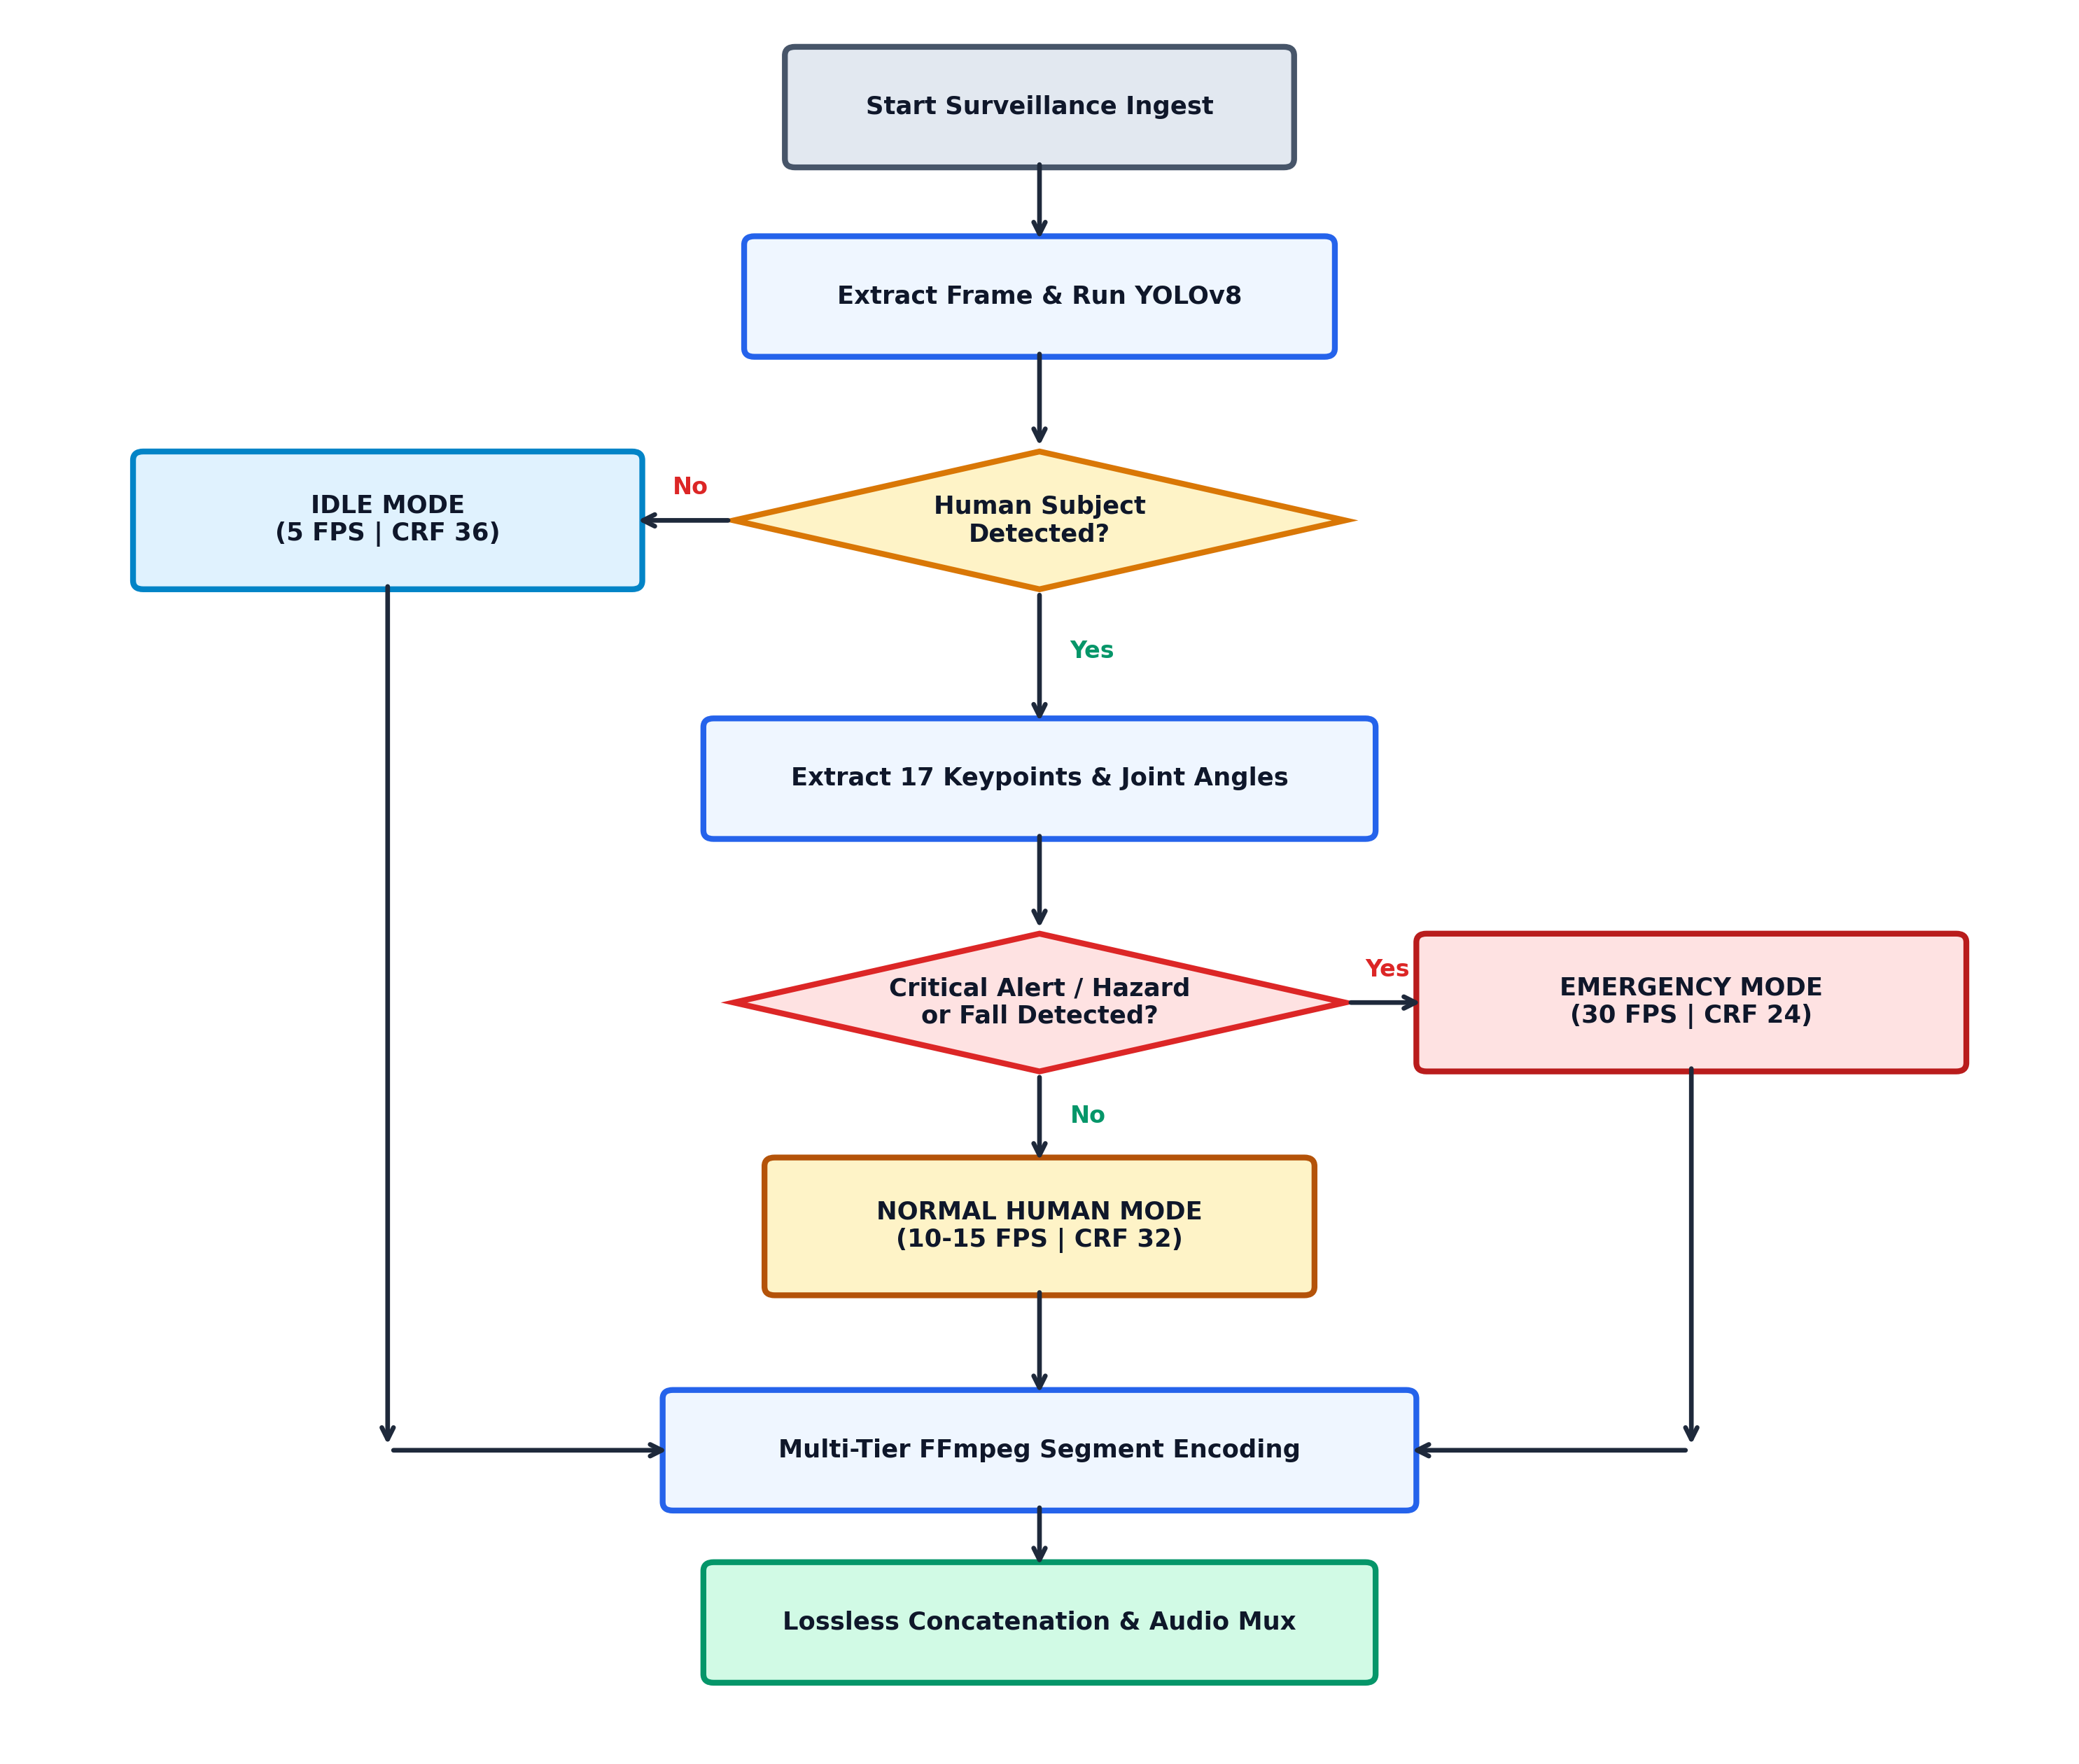 Start Surveillance Ingest
Extract Frame & Run YOLOv8
Human Subject
Detected?
No
IDLE MODE
(5 FPS | CRF 36)
Yes
Extract 17 Keypoints & Joint Angles
Critical Alert / Hazard
or Fall Detected?
Yes
EMERGENCY MODE
(30 FPS | CRF 24)
No
NORMAL HUMAN MODE
(10-15 FPS | CRF 32)
Multi-Tier FFmpeg Segment Encoding
Lossless Concatenation & Audio Mux